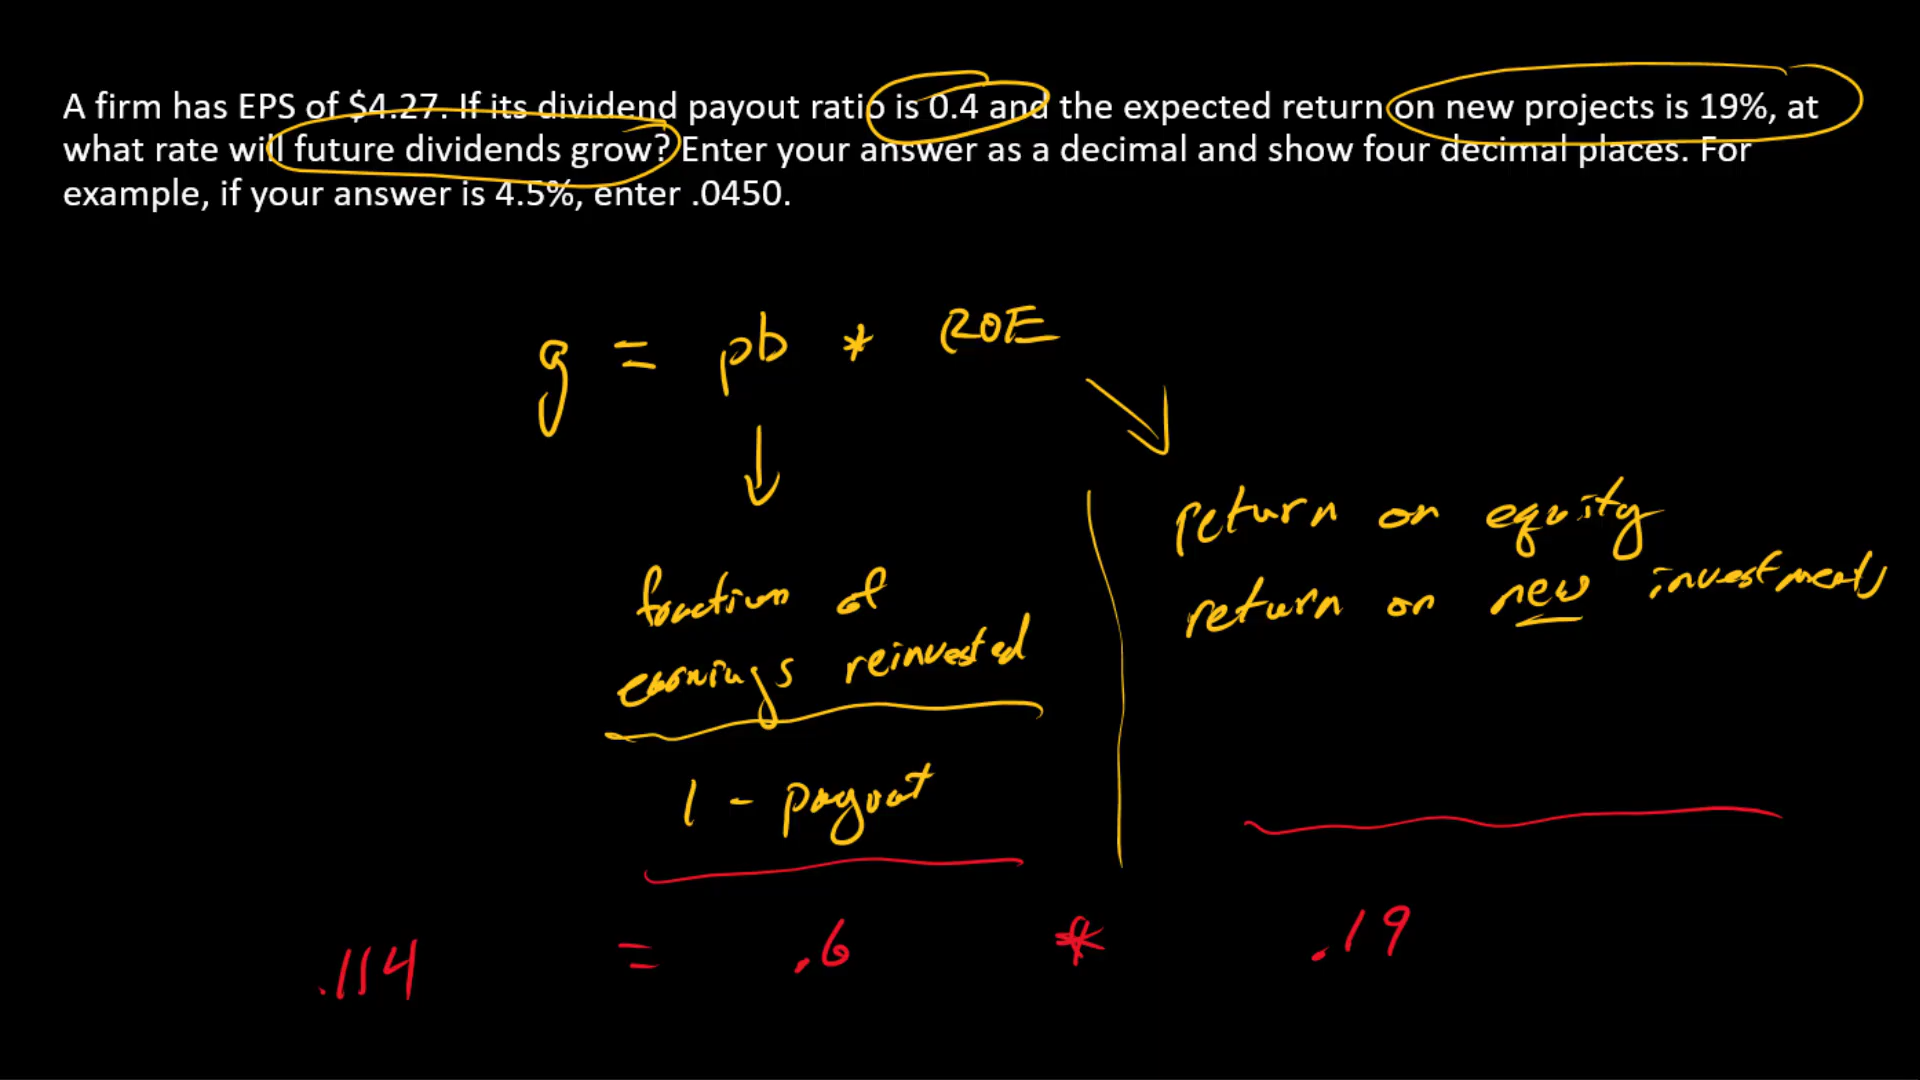 A firm has EPS of $4.27. If its dividend payout ratio is 0.4 and the expected return on new projects is 19%, at
what rate will future dividends grow? Enter your answer as a decimal and show four decimal places. For
example, if your answer is 4.5%, enter .0450.
g = pb * ROE
fraction of
earnings reinvested
1 - payout
return on equity
return on new investments
.114 = .6 * .19